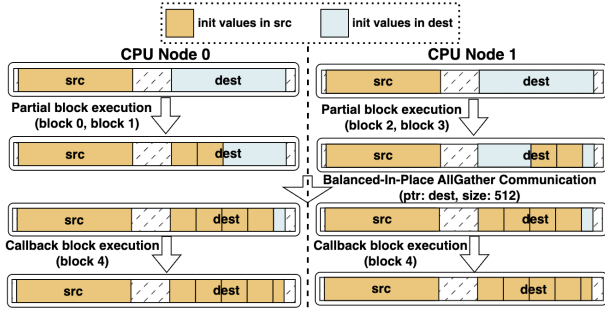 init values in src
init values in dest
CPU Node 0
CPU Node 1
src
dest
src
dest
Partial block execution
(block 0, block 1)
Partial block execution
(block 2, block 3)
src
dest
src
dest
Balanced-In-Place AllGather Communication
(ptr: dest, size: 512)
src
dest
src
dest
Callback block execution
(block 4)
Callback block execution
(block 4)
src
dest
src
dest